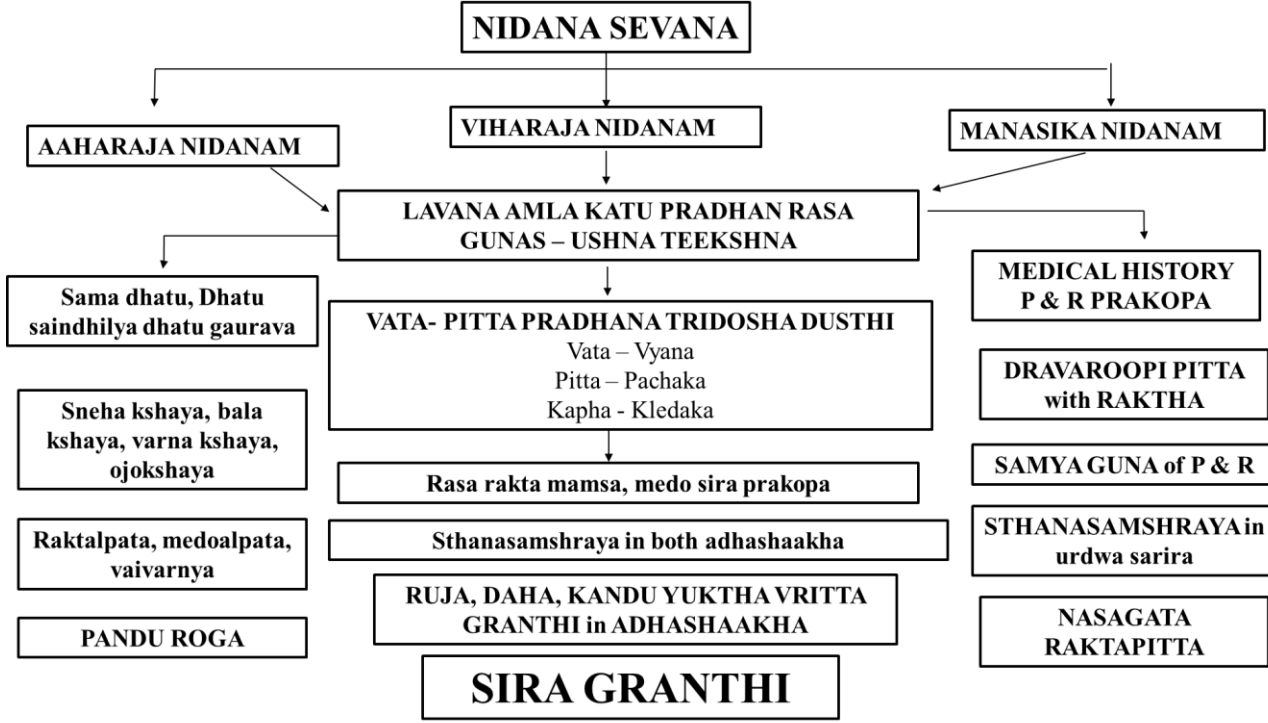 NIDANA SEVANA
AAHARAJA NIDANAM
VIHARAJA NIDANAM
MANASIKA NIDANAM
LAVANA AMLA KATU PRADHAN RASA
GUNAS – USHNA TEEKSHNA
Sama dhatu, Dhatu
saindhilya dhatu gaurava
Sneha kshaya, bala
kshaya, varna kshaya,
ojokshaya
Raktalpata, medoalpata,
vaivarnya
PANDU ROGA
VATA- PITTA PRADHANA TRIDOSHA DUSTHI
Vata – Vyana
Pitta – Pachaka
Kapha - Kledaka
Rasa rakta mamsa, medo sira prakopa
Sthanasamshraya in both adhashaakha
RUJA, DAHA, KANDU YUKTHA VRITTA
GRANTHI in ADHASHAAKHA
SIRA GRANTHI
MEDICAL HISTORY
P & R PRAKOPA
DRAVAROOPI PITTA
with RAKTHA
SAMYA GUNA of P & R
STHANASAMSHRAYA in
urdwa sarira
NASAGATA
RAKTAPITTA